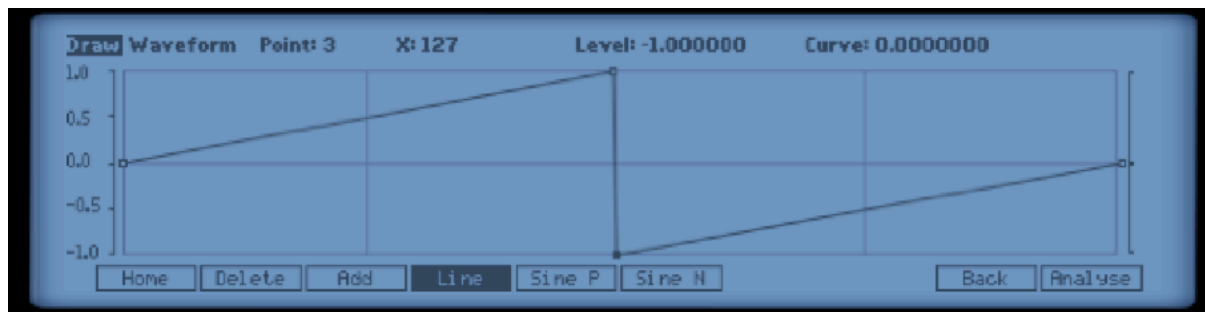 Draw Waveform Point: 3 X: 127 Level: -1.000000 Curve: 0.0000000
1.0
0.5
0.0
-0.5
-1.0
Home Delete Add Line Sine P Sine N Back Analyse